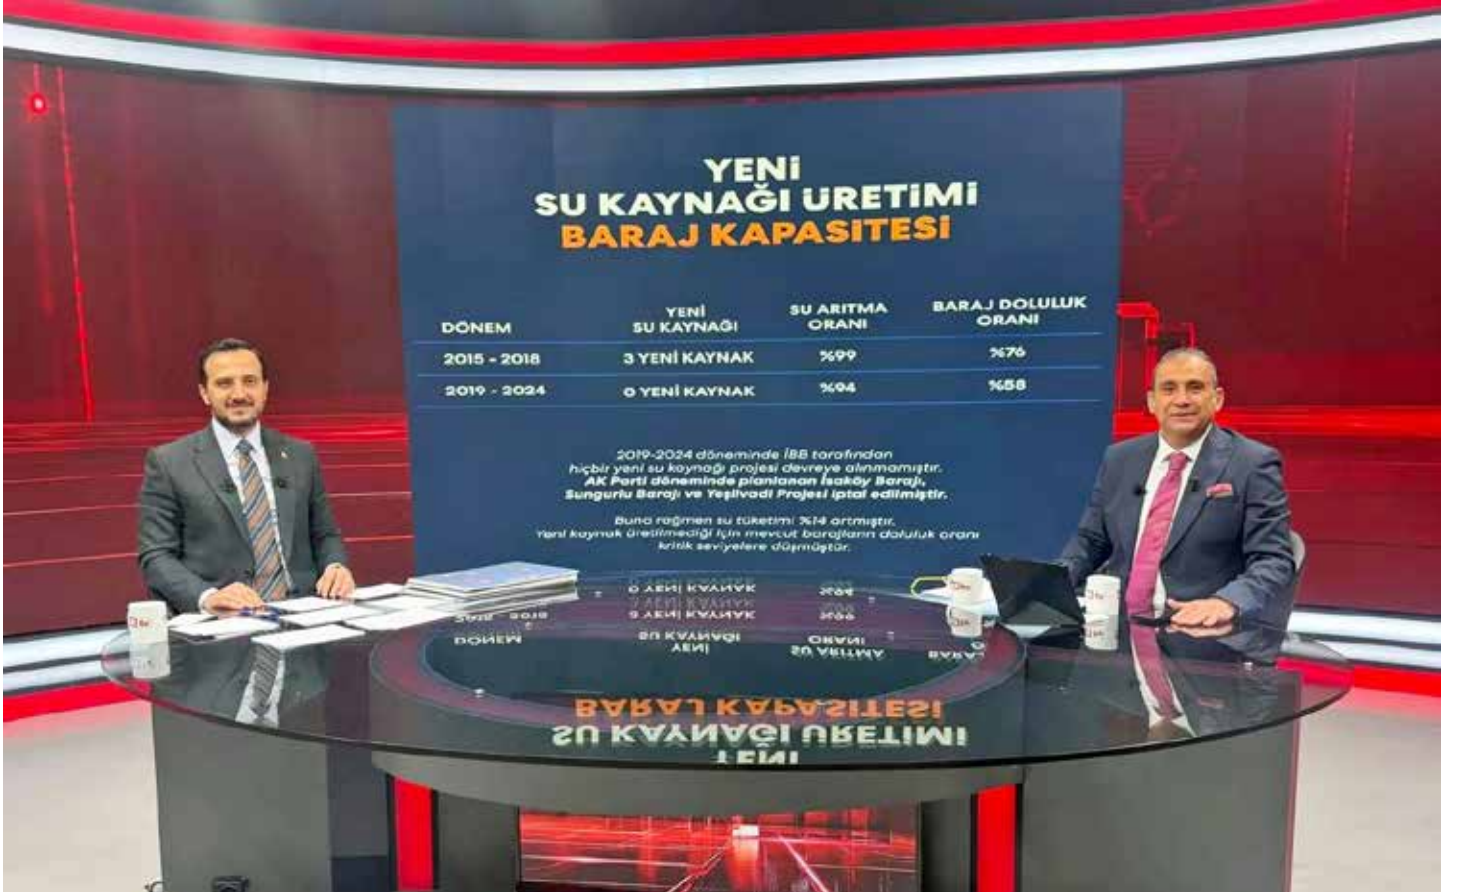 YENİ
SU KAYNAĞI ÜRETİMİ
BARAJ KAPASİTESİ
DÖNEM
YENİ
SU KAYNAĞI
SU ARITMA
ORANI
BARAJ DOLULUK
ORANI
2015 - 2018 3 YENİ KAYNAK %99 %76
2019 - 2024 0 YENİ KAYNAK %94 %58
2019-2024 döneminde İBB tarafından
hiçbir yeni su kaynağı projesi devreye alınmamıştır.
AK Parti döneminde planlanan İsaköy Barajı,
Sungurlu Barajı ve Yeşilvadi Projesi iptal edilmiştir.
Buna rağmen su tüketimi %14 artmıştır.
Yeni kaynak üretilmediği için mevcut barajların doluluk oranı
kritik seviyelere düşmüştür.